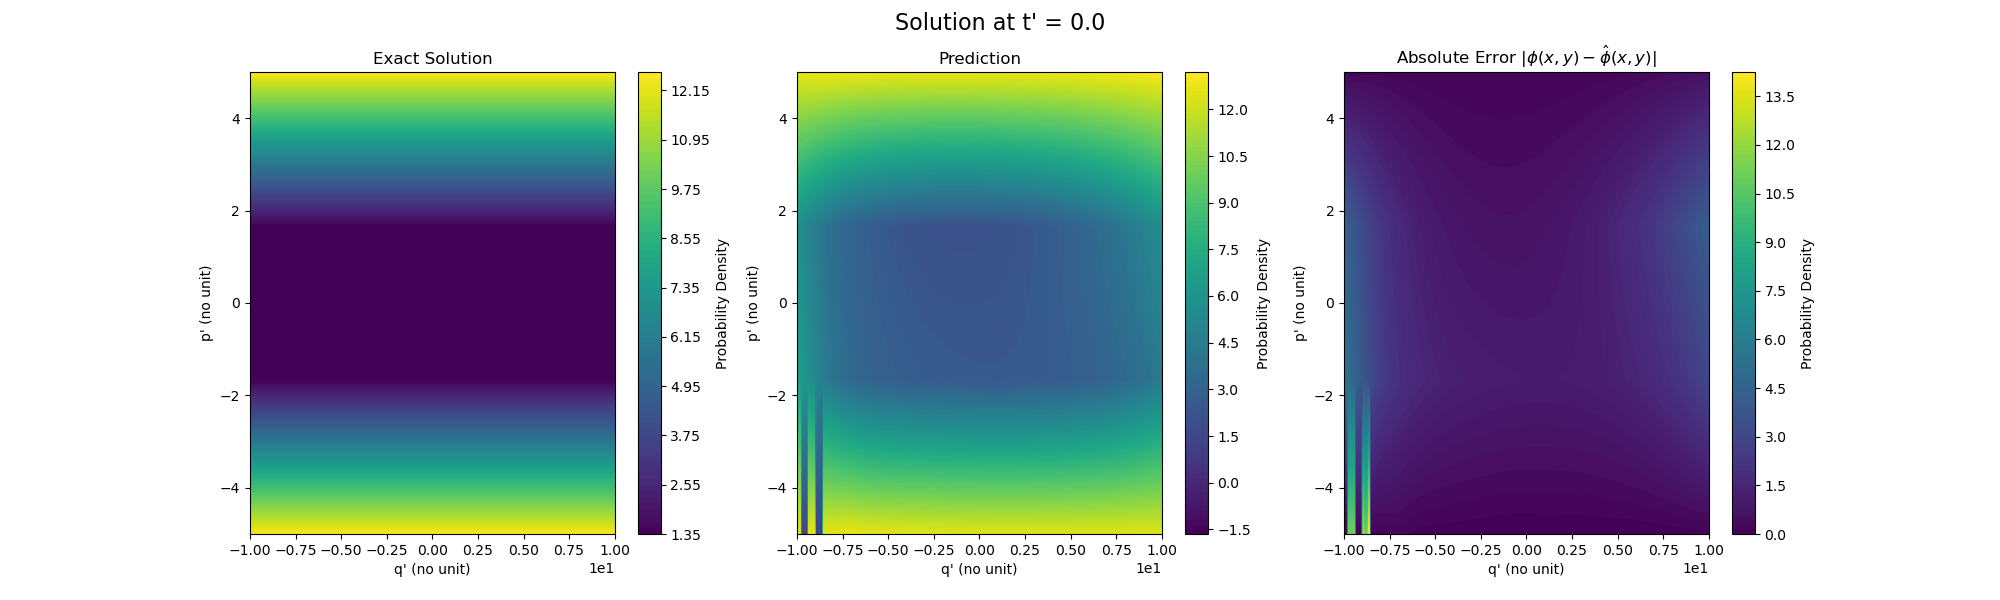 Solution at t' = 0.0
Exact Solution
p' (no unit)
4
2
0
−2
−4
−1.00 −0.75 −0.50 −0.25 0.00 0.25 0.50 0.75 1.00
q' (no unit)
1e1
12.15
10.95
9.75
8.55
7.35
6.15
4.95
3.75
2.55
1.35
Probability Density
Prediction
p' (no unit)
4
2
0
−2
−4
−1.00 −0.75 −0.50 −0.25 0.00 0.25 0.50 0.75 1.00
q' (no unit)
1e1
12.0
10.5
9.0
7.5
6.0
4.5
3.0
1.5
0.0
−1.5
Probability Density
Absolute Error |ϕ(x, y) − ϕ̂(x, y)|
p' (no unit)
4
2
0
−2
−4
−1.00 −0.75 −0.50 −0.25 0.00 0.25 0.50 0.75 1.00
q' (no unit)
1e1
13.5
12.0
10.5
9.0
7.5
6.0
4.5
3.0
1.5
0.0
Probability Density